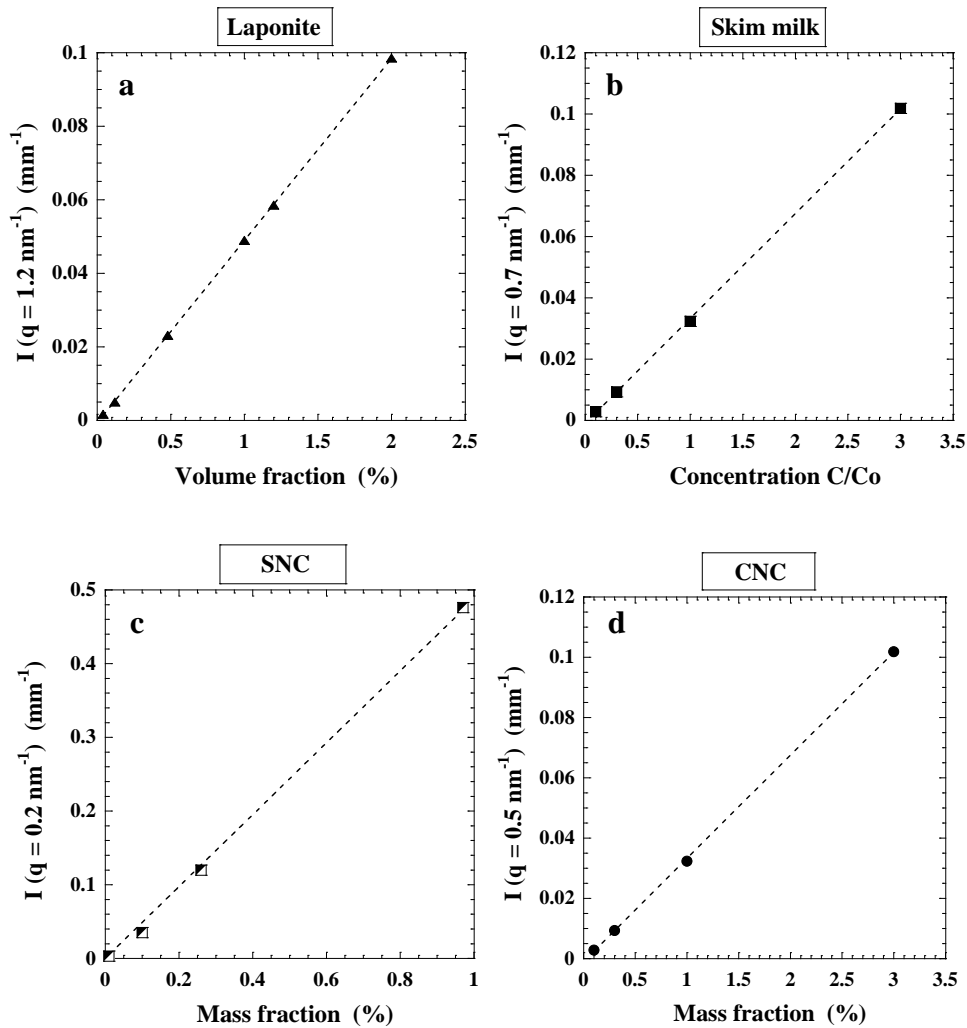 Laponite
a
I (q = 1.2 nm⁻¹) (mm⁻¹)
0.1
0.08
0.06
0.04
0.02
0
0 0.5 1 1.5 2 2.5
Volume fraction (%)
Skim milk
b
I (q = 0.7 nm⁻¹) (mm⁻¹)
0.12
0.1
0.08
0.06
0.04
0.02
0
0 0.5 1 1.5 2 2.5 3 3.5
Concentration C/Co
SNC
c
I (q = 0.2 nm⁻¹) (mm⁻¹)
0.5
0.4
0.3
0.2
0.1
0
0 0.2 0.4 0.6 0.8 1
Mass fraction (%)
CNC
d
I (q = 0.5 nm⁻¹) (mm⁻¹)
0.12
0.1
0.08
0.06
0.04
0.02
0
0 0.5 1 1.5 2 2.5 3 3.5
Mass fraction (%)